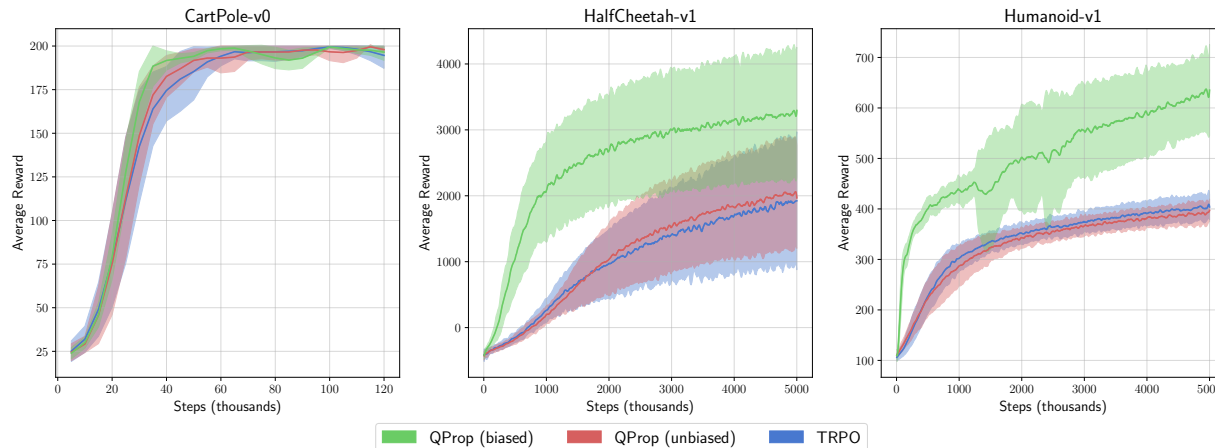 CartPole-v0
HalfCheetah-v1
Humanoid-v1
200
175
150
125
100
75
50
25
Average Reward
0 20 40 60 80 100 120
Steps (thousands)
4000
3000
2000
1000
0
Average Reward
0 1000 2000 3000 4000 5000
Steps (thousands)
700
600
500
400
300
200
100
Average Reward
0 1000 2000 3000 4000 500
Steps (thousands)
QProp (biased) QProp (unbiased) TRPO